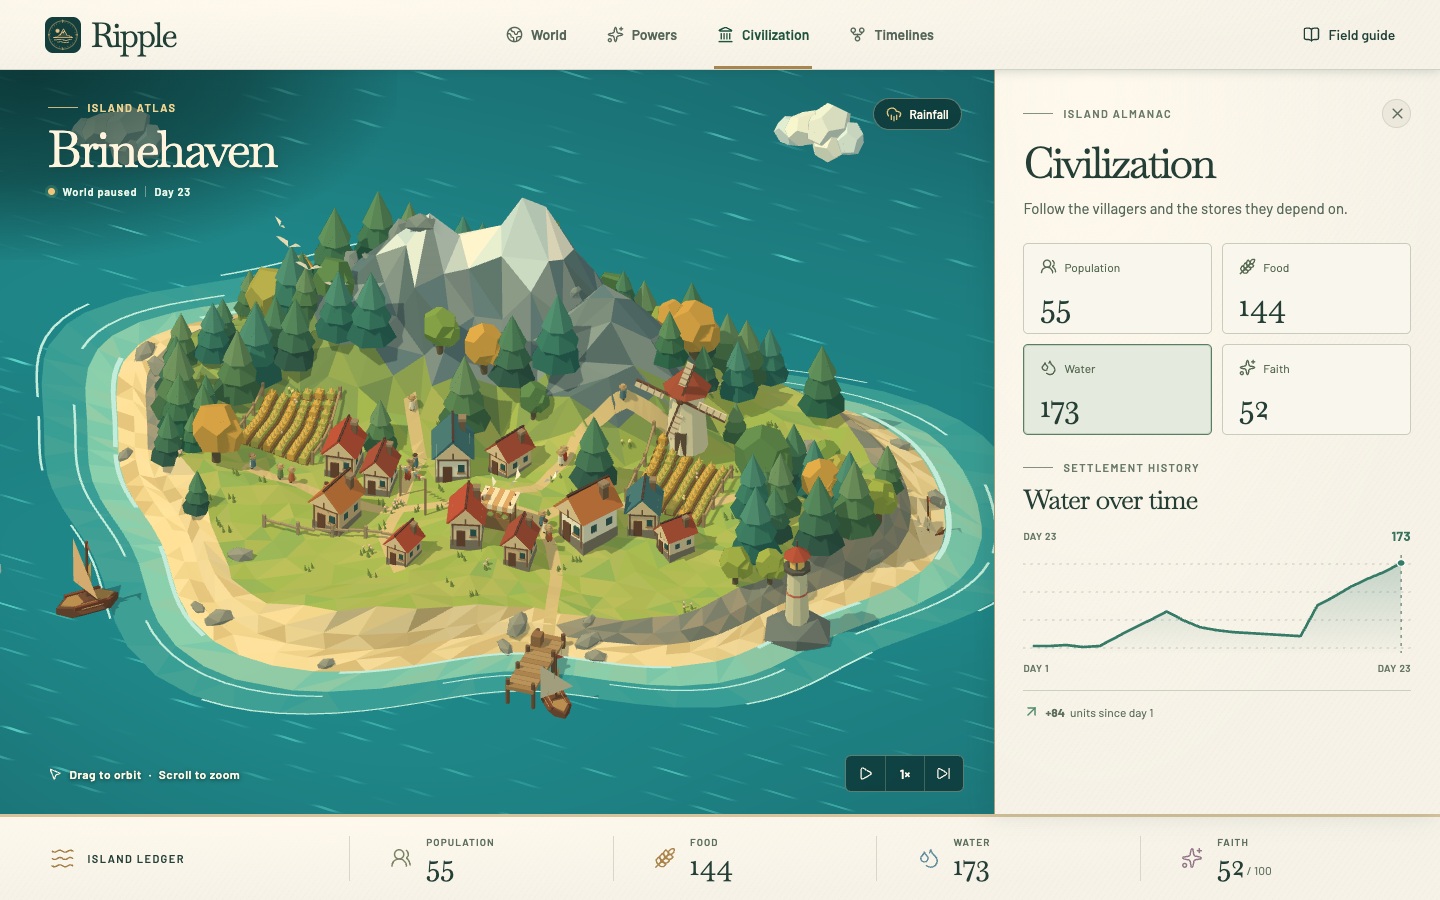 Ripple
World
Powers
Civilization
Timelines
Field guide
ISLAND ATLAS
Brinehaven
World paused
Day 23
Rainfall
Drag to orbit · Scroll to zoom
1×
ISLAND ALMANAC
Civilization
Follow the villagers and the stores they depend on.
Population
55
Food
144
Water
173
Faith
52
SETTLEMENT HISTORY
Water over time
DAY 23
173
DAY 1
DAY 23
+84 units since day 1
ISLAND LEDGER
POPULATION
55
FOOD
144
WATER
173
FAITH
52 / 100